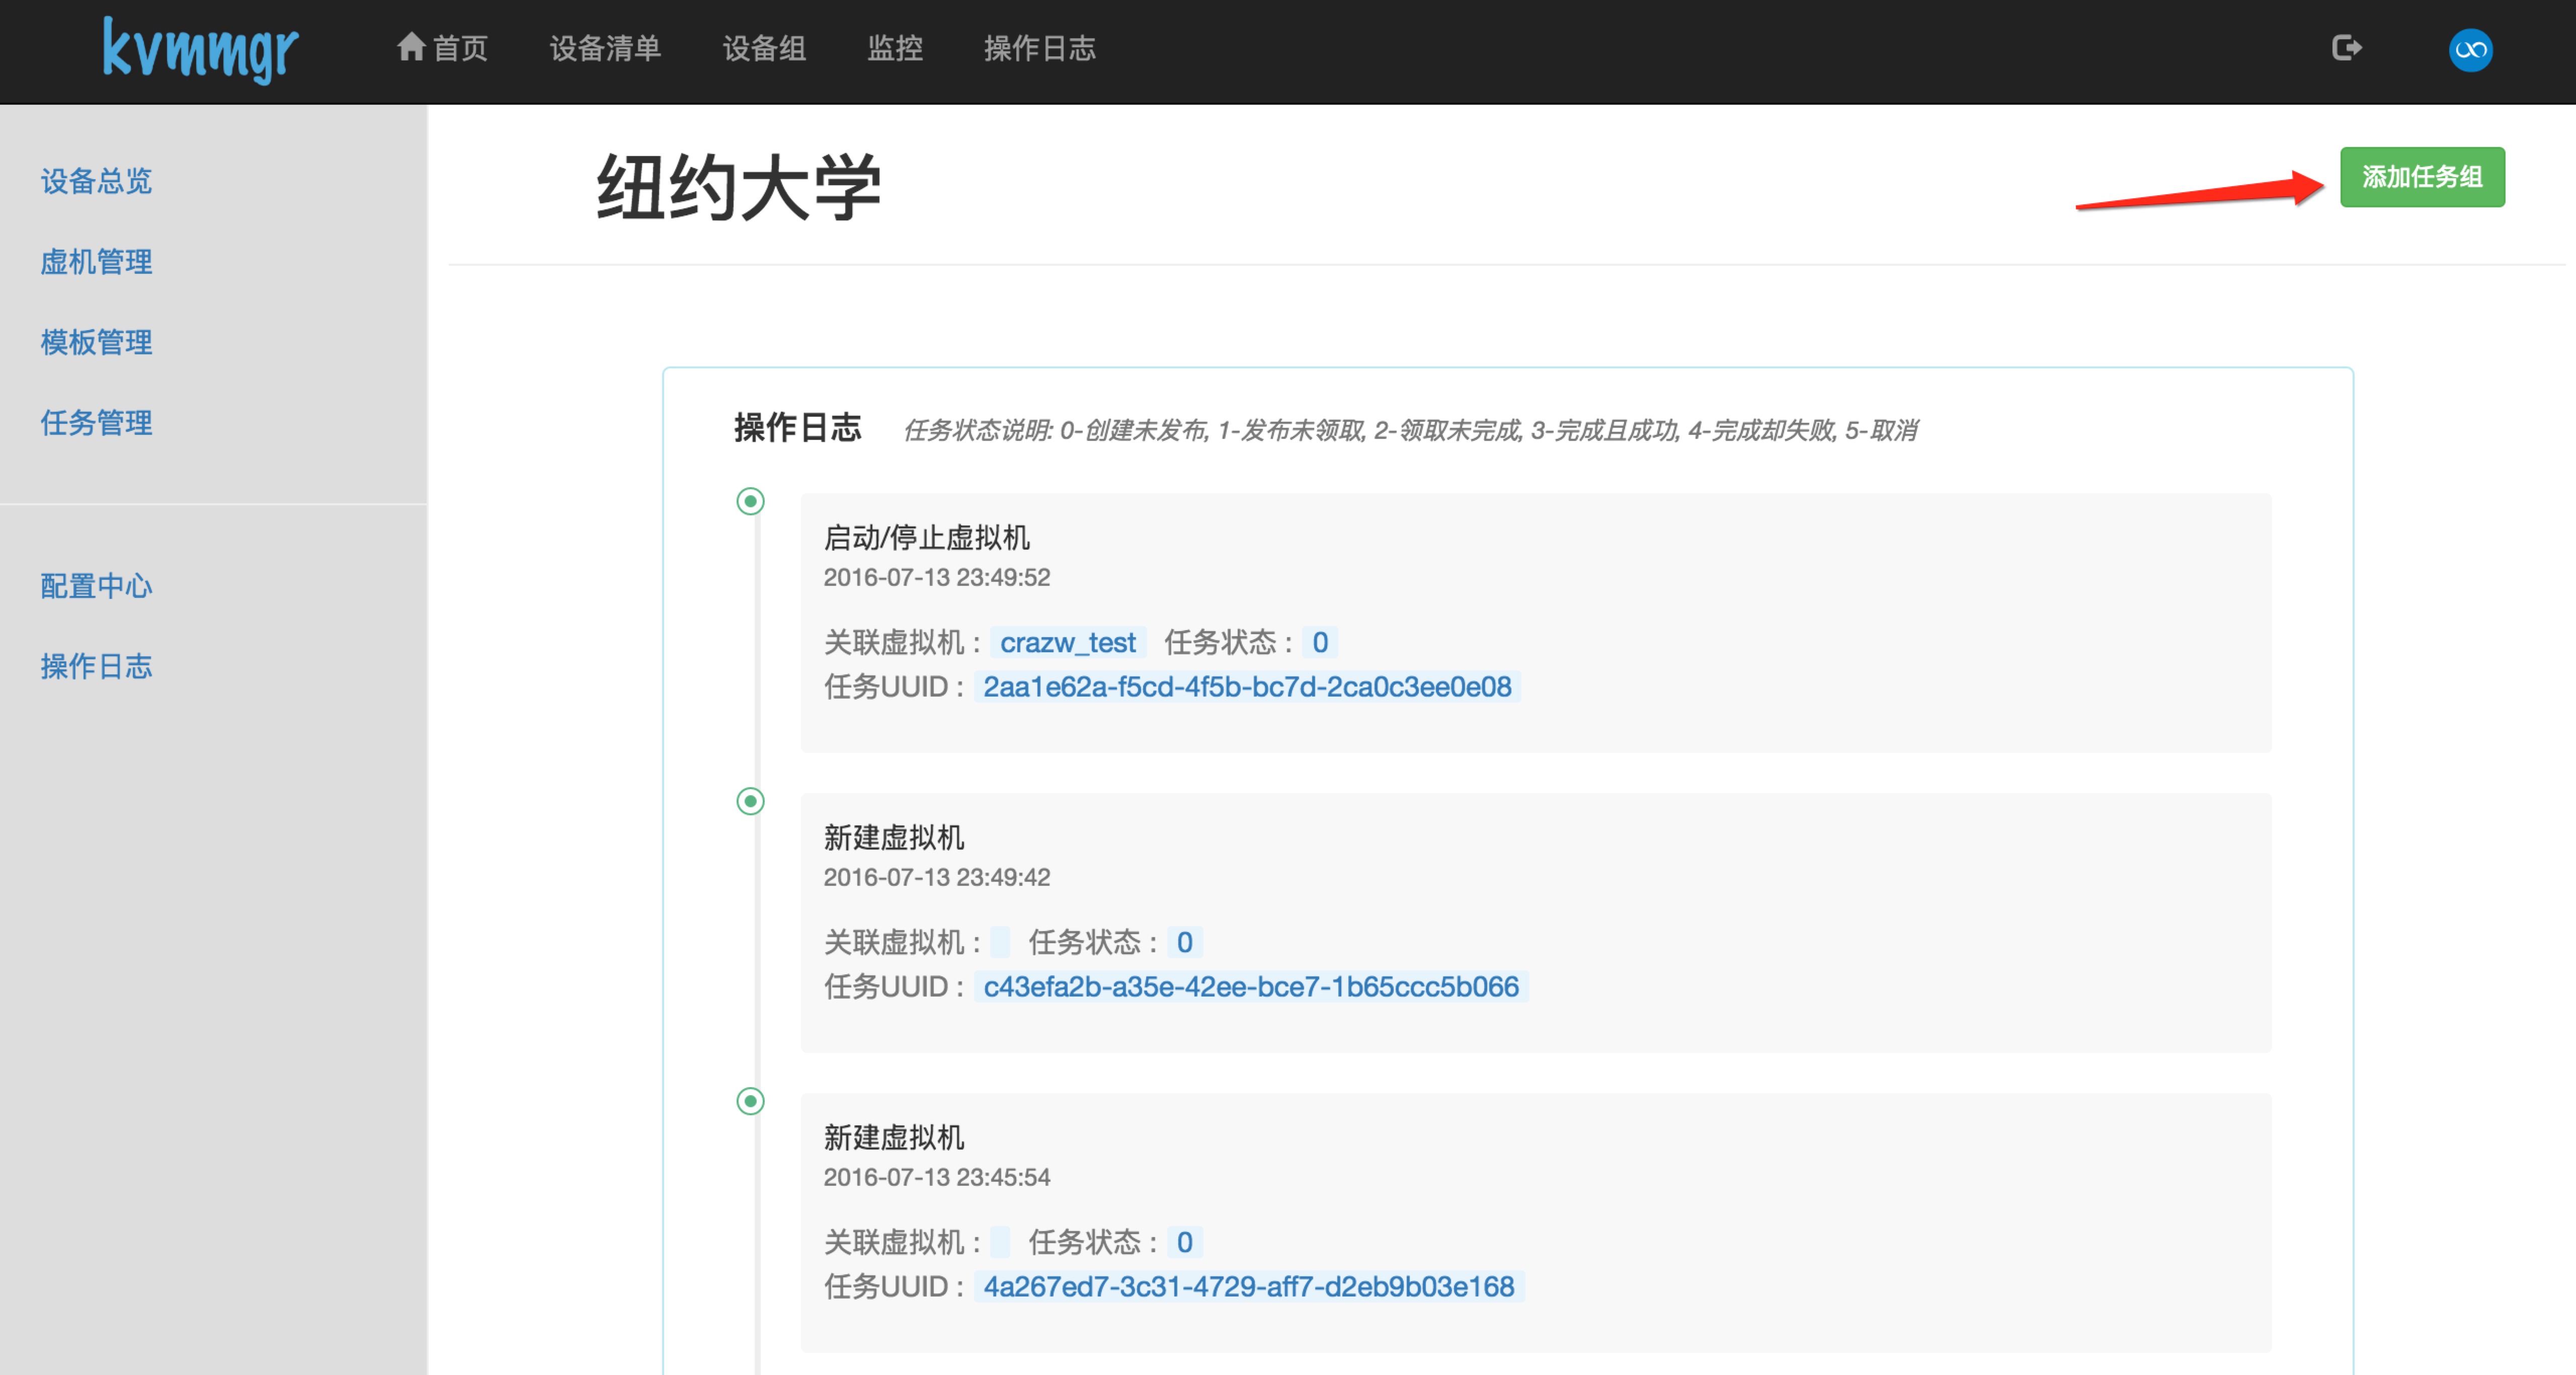 kvmmgr 首页 设备清单 设备组 监控 操作日志
设备总览
虚机管理
模板管理
任务管理
配置中心
操作日志
纽约大学
添加任务组
操作日志 任务状态说明: 0-创建未发布, 1-发布未领取, 2-领取未完成, 3-完成且成功, 4-完成却失败, 5-取消
启动/停止虚拟机
2016-07-13 23:49:52
关联虚拟机 : crazw_test 任务状态 : 0
任务UUID : 2aa1e62a-f5cd-4f5b-bc7d-2ca0c3ee0e08
新建虚拟机
2016-07-13 23:49:42
关联虚拟机 : 任务状态 : 0
任务UUID : c43efa2b-a35e-42ee-bce7-1b65ccc5b066
新建虚拟机
2016-07-13 23:45:54
关联虚拟机 : 任务状态 : 0
任务UUID : 4a267ed7-3c31-4729-aff7-d2eb9b03e168